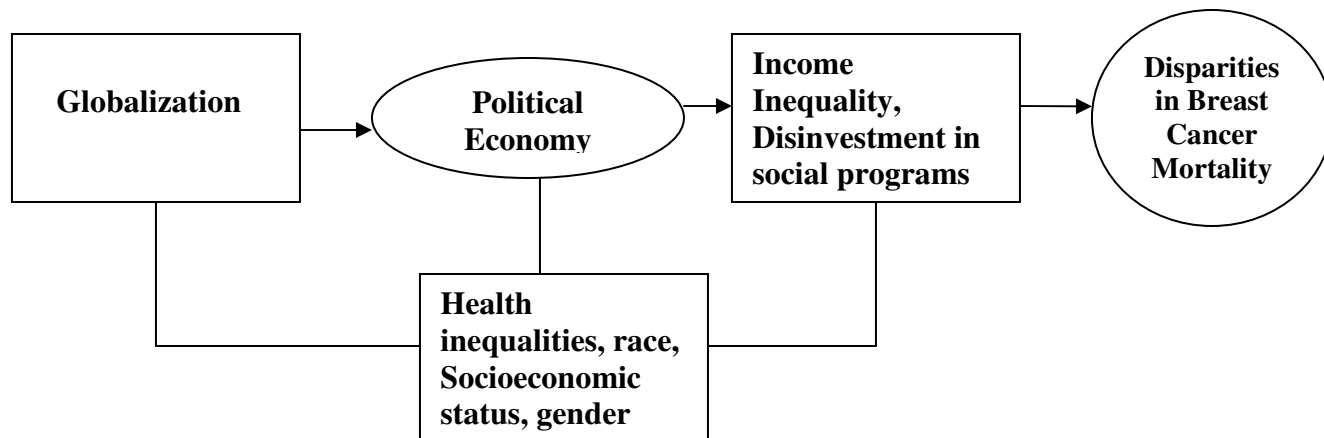 Globalization
Political
Economy
Income
Inequality,
Disinvestment in
social programs
Disparities
in Breast
Cancer
Mortality
Health
inequalities, race,
Socioeconomic
status, gender